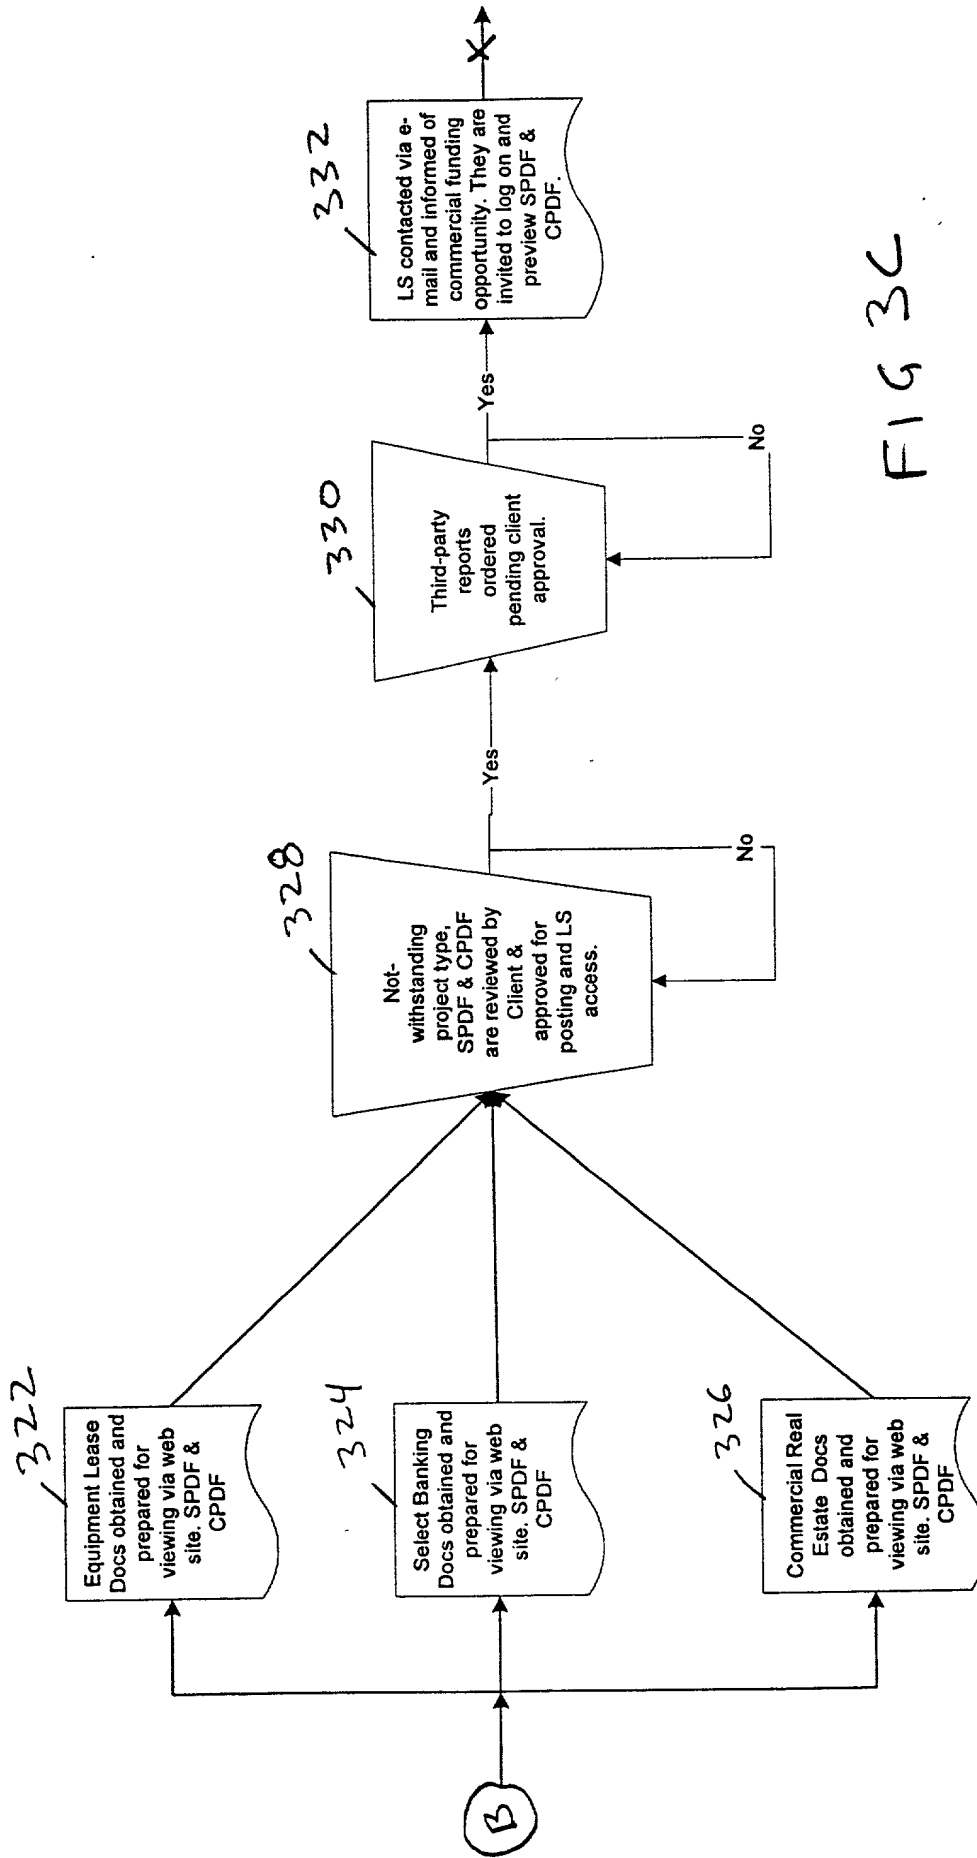 B
322
Equipment Lease
Docs obtained and
prepared for
viewing via web
site. SPDF &
CPDF
324
Select Banking
Docs obtained and
prepared for
viewing via web
site. SPDF &
CPDF
326
Commercial Real
Estate Docs
obtained and
prepared for
viewing via web
site. SPDF &
CPDF
328
Not-
withstanding
project type,
SPDF & CPDF
are reviewed by
Client &
approved for
posting and LS
access.
Yes
No
330
Third-party
reports
ordered
pending client
approval.
Yes
No
332
LS contacted via e-
mail and informed of
commercial funding
opportunity. They are
invited to log on and
preview SPDF &
CPDF.
X
FIG 3C